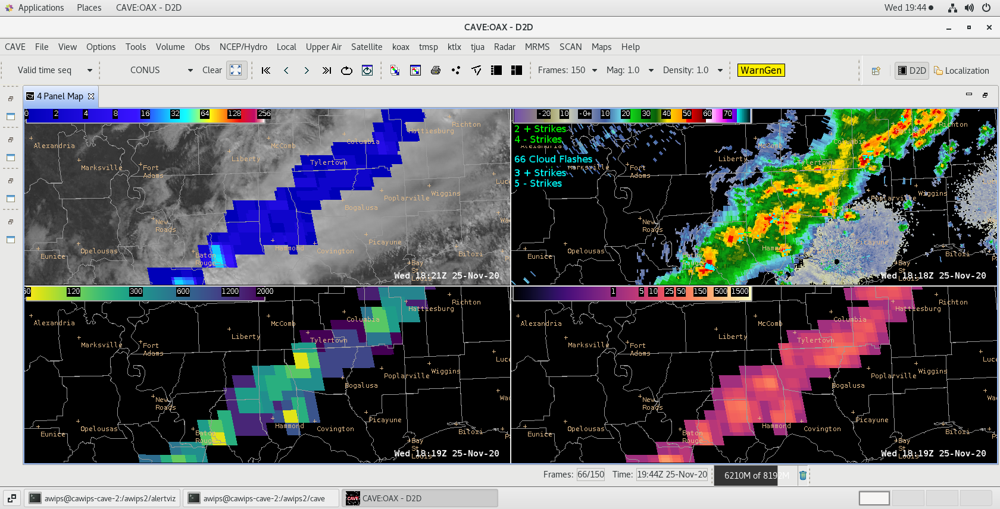 Applications Places CAVE:OAX - D2D Wed 19:44
CAVE:OAX - D2D
CAVE File View Options Tools Volume Obs NCEP/Hydro Local Upper Air Satellite koax tmsp ktlx tjua Radar MRMS SCAN Maps Help
Valid time seq CONUS Clear Frames: 150 Mag: 1.0 Density: 1.0 WarnGen D2D Localization
4 Panel Map
0 2 4 8 16 32 64 128 256
Richton
Hattiesburg
Columbia
Alexandria
McComb
Liberty
Tylertown
Marksville
Fort
Adams
Luce
Wiggins
Poplarville
Bogalusa
New
Roads
Picayune
Opelousas
Hammond
Covington
Biloxi
Eunice
Baton
Rouge
Bay
St
Louis
Wed 18:21Z 25-Nov-20
-20 10 -0+ 10 20 30 40 50 60 70
2 + Strikes
4 - Strikes
66 Cloud Flashes
3 + Strikes
5 - Strikes
Richton
Hattiesburg
Columbia
Alexandria
McComb
Liberty
Tylertown
Marksville
Fort
Adams
Wiggins
Poplarville
New
Roads
Picayune
Opelousas
Hammond
Biloxi
Eunice
Baton
Rouge
Bay
St
Louis
Wed 18:18Z 25-Nov-20
60 120 300 600 1200 2000
Richton
Hattiesburg
Columbia
Alexandria
McComb
Liberty
Tylertown
Marksville
Fort
Adams
Luce
Wiggins
Poplarville
Bogalusa
New
Roads
Picayune
Opelousas
Hammond
Covington
Biloxi
Eunice
Baton
Rouge
Bay
St
Louis
Wed 18:19Z 25-Nov-20
1 5 10 25 50 150 500 1500
Richton
Hattiesburg
Columbia
Alexandria
McComb
Liberty
Tylertown
Marksville
Fort
Adams
Luce
Wiggins
Poplarville
Bogalusa
New
Roads
Picayune
Opelousas
Hammond
Covington
Biloxi
Eunice
Baton
Rouge
Bay
St
Louis
Wed 18:19Z 25-Nov-20
Frames: 66/150 Time: 19:44Z 25-Nov-20 6210M of 8192M
awips@cawips-cave-2:/awips2/alertviz awips@cawips-cave-2:/awips2/cave CAVE CAVE:OAX - D2D